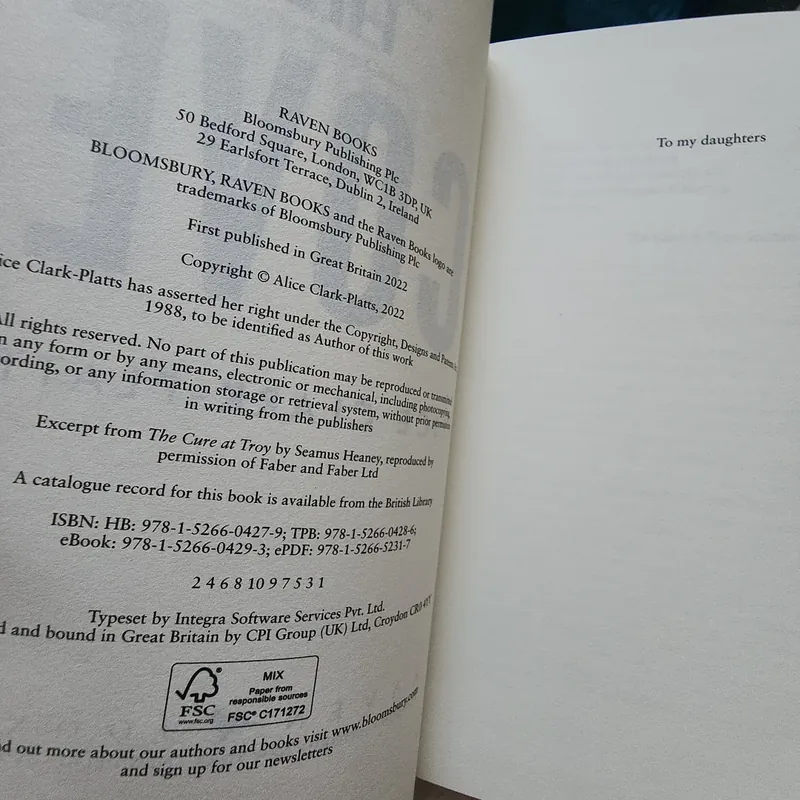 RAVEN BOOKS
Bloomsbury Publishing Plc
50 Bedford Square, London, WC1B 3DP, UK
29 Earlsfort Terrace, Dublin 2, Ireland
BLOOMSBURY, RAVEN BOOKS and the Raven Books logo are
trademarks of Bloomsbury Publishing Plc
First published in Great Britain 2022
Copyright © Alice Clark-Platts, 2022
ice Clark-Platts has asserted her right under the Copyright, Designs and Patents
1988, to be identified as Author of this work
All rights reserved. No part of this publication may be reproduced or transmitted
n any form or by any means, electronic or mechanical, including photocopying,
ording, or any information storage or retrieval system, without prior permission
in writing from the publishers
Excerpt from The Cure at Troy by Seamus Heaney, reproduced by
permission of Faber and Faber Ltd
A catalogue record for this book is available from the British Library
ISBN: HB: 978-1-5266-0427-9; TPB: 978-1-5266-0428-6;
eBook: 978-1-5266-0429-3; ePDF: 978-1-5266-5231-7
2 4 6 8 10 9 7 5 3 1
Typeset by Integra Software Services Pvt. Ltd.
d and bound in Great Britain by CPI Group (UK) Ltd, Croydon CR0 4YY
FSC
www.fsc.org
MIX
Paper from
responsible sources
FSC® C171272
nd out more about our authors and books visit www.bloomsbury.com
and sign up for our newsletters
To my daughters